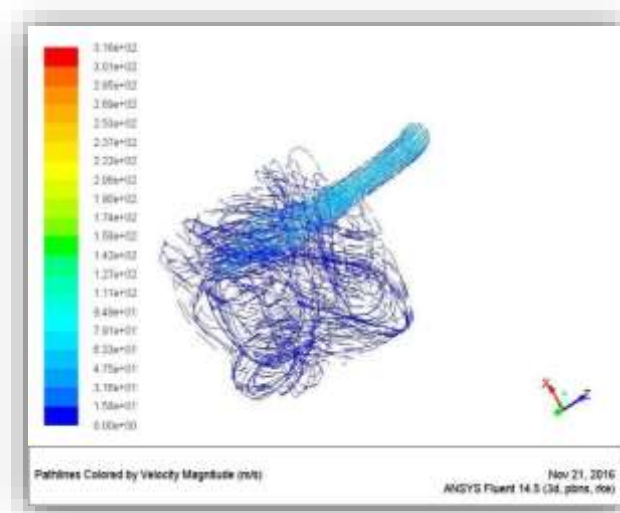 3.16e+02
3.01e+02
2.85e+02
2.69e+02
2.53e+02
2.37e+02
2.22e+02
2.06e+02
1.90e+02
1.74e+02
1.58e+02
1.42e+02
1.27e+02
1.11e+02
9.49e+01
7.91e+01
6.33e+01
4.75e+01
3.16e+01
1.58e+01
0.00e+00
X
Z
Pathlines Colored by Velocity Magnitude (m/s)
Nov 21, 2016
ANSYS Fluent 14.5 (3d, pbns, rke)